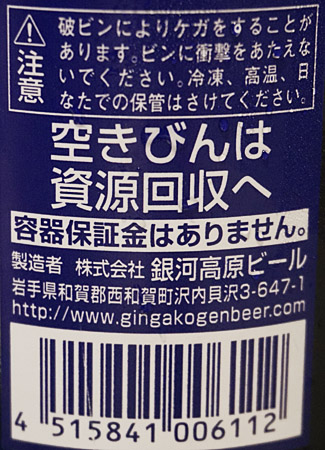 注意
破ビンによりケガをすることが
あります。ビンに衝撃をあたえな
いでください。冷凍、高温、日
なたでの保管はさけてください。
空きびんは
資源回収へ
容器保証金はありません。
製造者 株式会社 銀河高原ビール
岩手県和賀郡西和賀町沢内貝沢3-647-1
http://www.gingakogenbeer.com/
4 515841 006112